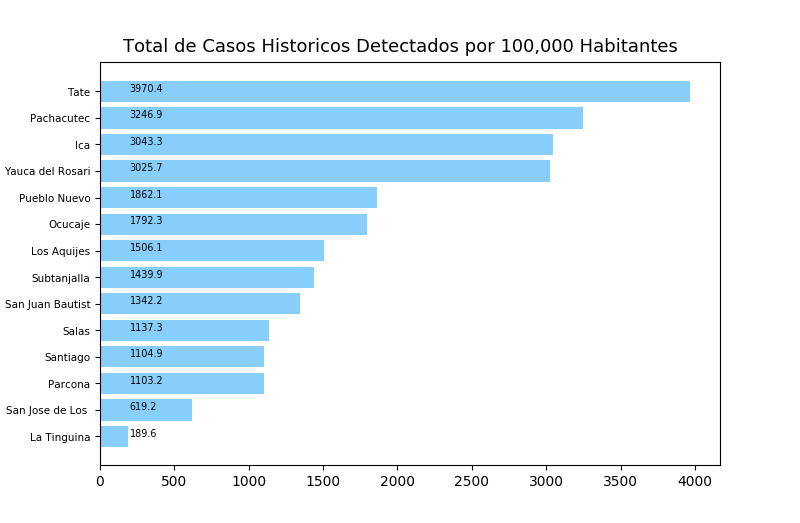 Total de Casos Historicos Detectados por 100,000 Habitantes
Tate 3970.4
Pachacutec 3246.9
Ica 3043.3
Yauca del Rosari 3025.7
Pueblo Nuevo 1862.1
Ocucaje 1792.3
Los Aquijes 1506.1
Subtanjalla 1439.9
San Juan Bautist 1342.2
Salas 1137.3
Santiago 1104.9
Parcona 1103.2
San Jose de Los 619.2
La Tinguina 189.6
0 500 1000 1500 2000 2500 3000 3500 4000